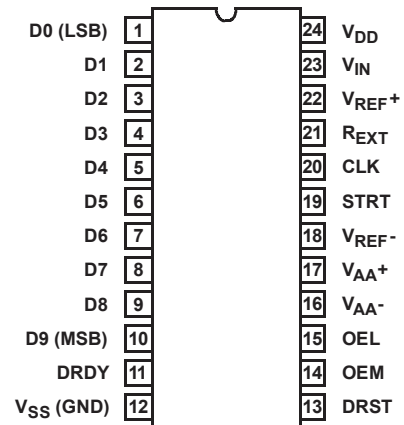 D0 (LSB) 1 24 VDD
D1 2 23 VIN
D2 3 22 VREF+
D3 4 21 REXT
D4 5 20 CLK
D5 6 19 STRT
D6 7 18 VREF-
D7 8 17 VAA+
D8 9 16 VAA-
D9 (MSB) 10 15 OEL
DRDY 11 14 OEM
VSS (GND) 12 13 DRST